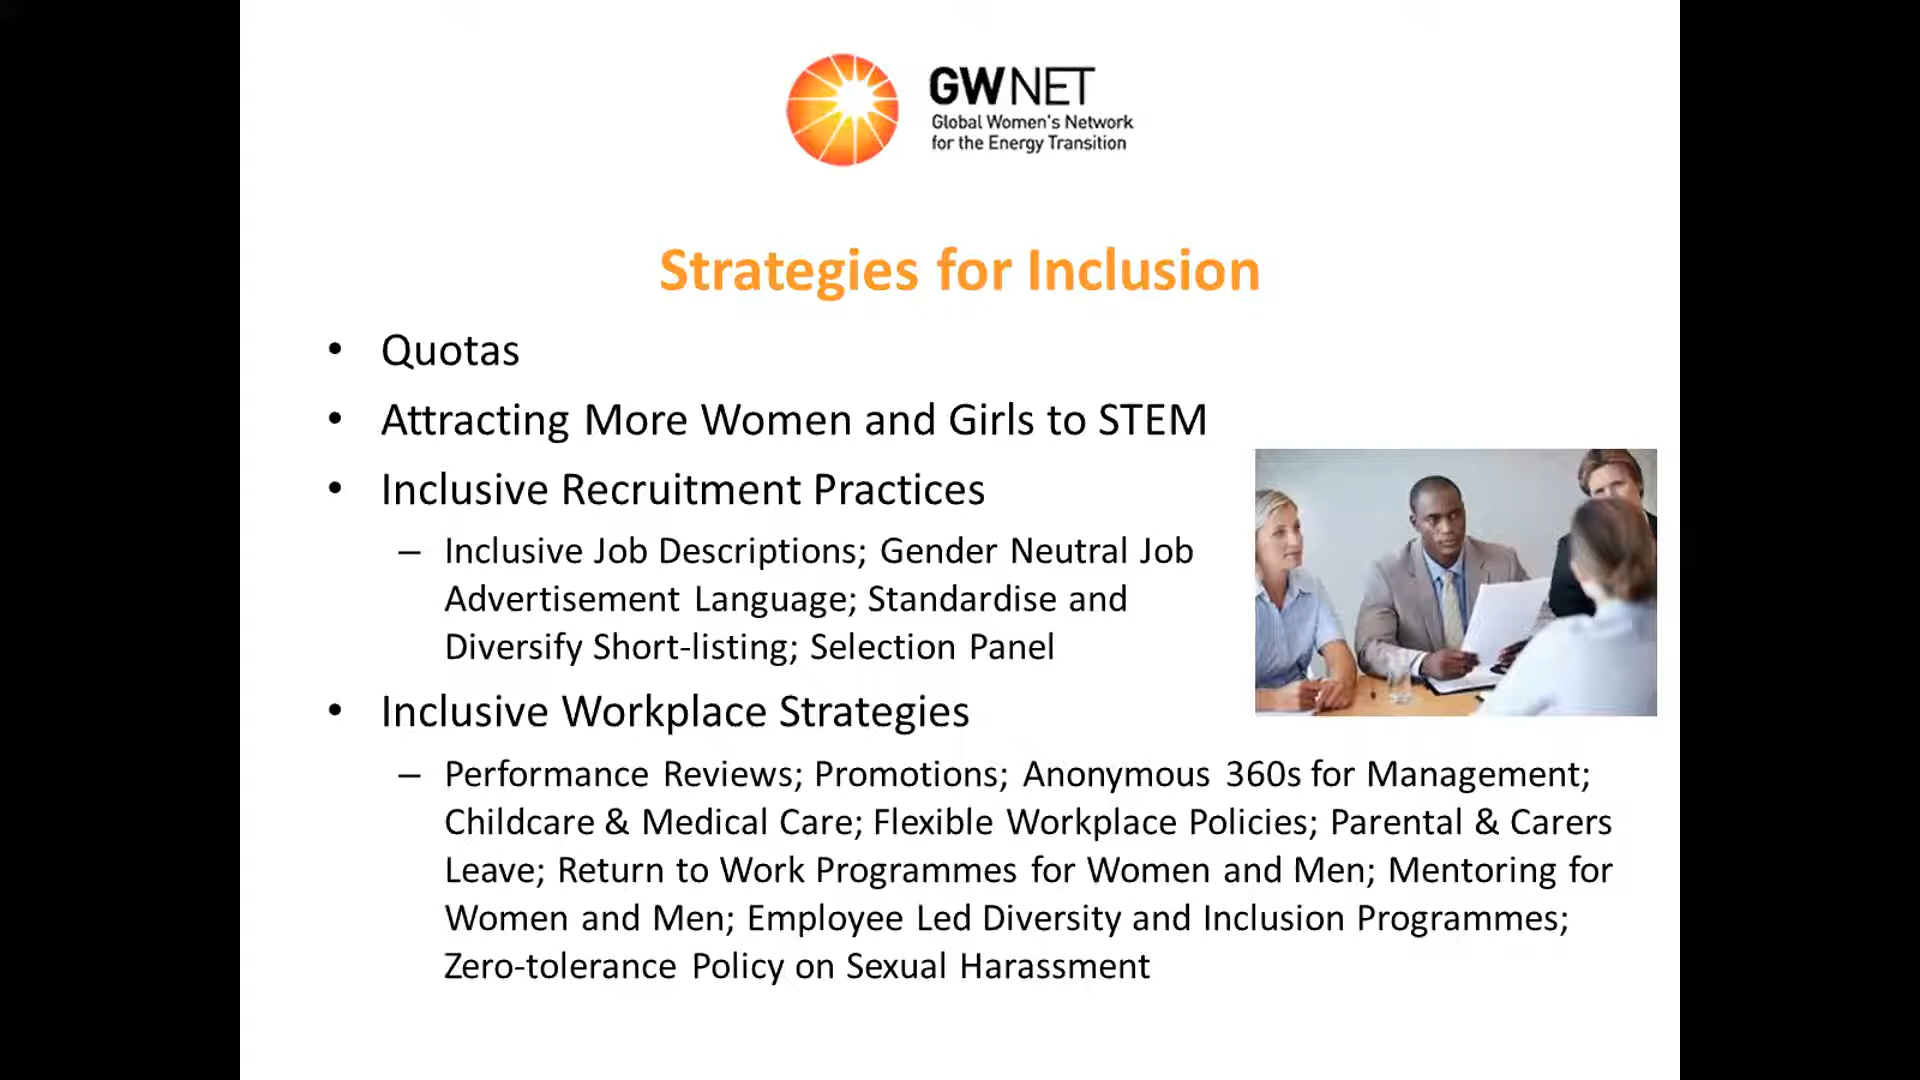 GWNET
Global Women's Network
for the Energy Transition
Strategies for Inclusion
• Quotas
• Attracting More Women and Girls to STEM
• Inclusive Recruitment Practices
– Inclusive Job Descriptions; Gender Neutral Job
Advertisement Language; Standardise and
Diversify Short-listing; Selection Panel
• Inclusive Workplace Strategies
– Performance Reviews; Promotions; Anonymous 360s for Management;
Childcare & Medical Care; Flexible Workplace Policies; Parental & Carers
Leave; Return to Work Programmes for Women and Men; Mentoring for
Women and Men; Employee Led Diversity and Inclusion Programmes;
Zero-tolerance Policy on Sexual Harassment